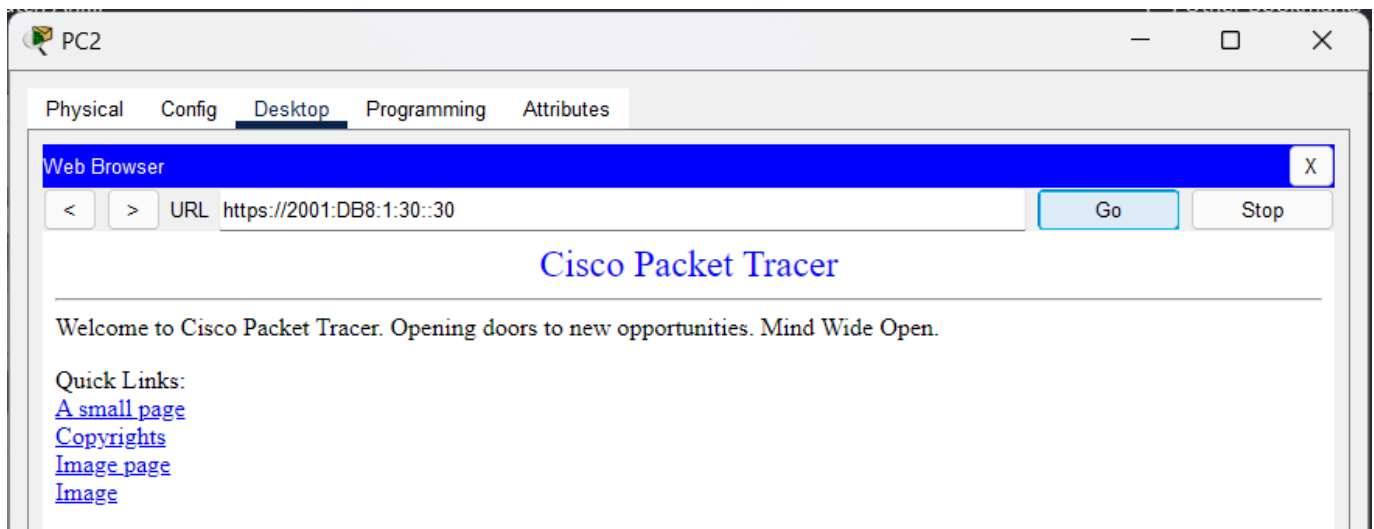 PC2
Physical Config Desktop Programming Attributes
Web Browser X
< > URL https://2001:DB8:1:30::30 Go Stop
Cisco Packet Tracer
Welcome to Cisco Packet Tracer. Opening doors to new opportunities. Mind Wide Open.
Quick Links:
A small page
Copyrights
Image page
Image